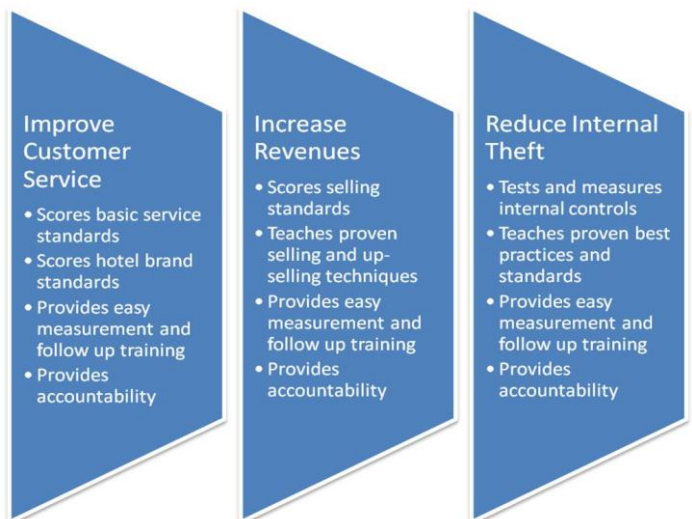 Improve
Customer
Service
• Scores basic service
standards
• Scores hotel brand
standards
• Provides easy
measurement and
follow up training
• Provides
accountability
Increase
Revenues
• Scores selling
standards
• Teaches proven
selling and up-
selling techniques
• Provides easy
measurement and
follow up training
• Provides
accountability
Reduce Internal
Theft
• Tests and measures
internal controls
• Teaches proven best
practices and
standards
• Provides easy
measurement and
follow up training
• Provides
accountability